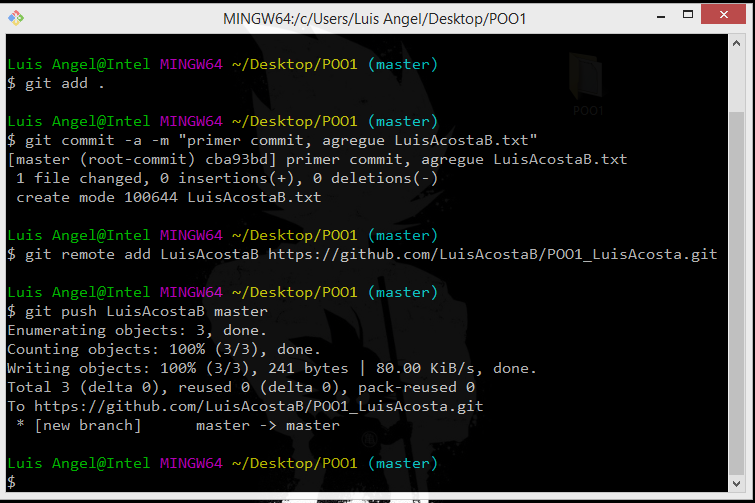 MINGW64:/c/Users/Luis Angel/Desktop/POO1
Luis Angel@Intel MINGW64 ~/Desktop/POO1 (master)
$ git add .
Luis Angel@Intel MINGW64 ~/Desktop/POO1 (master)
$ git commit -a -m "primer commit, agregue LuisAcostaB.txt"
[master (root-commit) cba93bd] primer commit, agregue LuisAcostaB.txt
1 file changed, 0 insertions(+), 0 deletions(-)
create mode 100644 LuisAcostaB.txt
Luis Angel@Intel MINGW64 ~/Desktop/POO1 (master)
$ git remote add LuisAcostaB https://github.com/LuisAcostaB/POO1_LuisAcosta.git
Luis Angel@Intel MINGW64 ~/Desktop/POO1 (master)
$ git push LuisAcostaB master
Enumerating objects: 3, done.
Counting objects: 100% (3/3), done.
Writing objects: 100% (3/3), 241 bytes | 80.00 KiB/s, done.
Total 3 (delta 0), reused 0 (delta 0), pack-reused 0
To https://github.com/LuisAcostaB/POO1_LuisAcosta.git
* [new branch]      master -> master
Luis Angel@Intel MINGW64 ~/Desktop/POO1 (master)
$
POO1